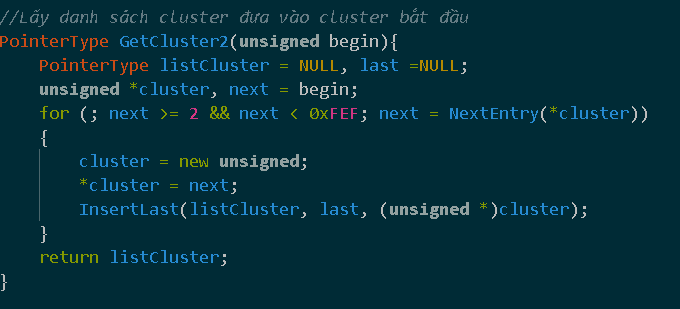 //Lấy danh sách cluster đưa vào cluster bắt đầu
PointerType GetCluster2(unsigned begin){
    PointerType listCluster = NULL, last =NULL;
    unsigned *cluster, next = begin;
    for (; next >= 2 && next < 0xFEF; next = NextEntry(*cluster))
    {
        cluster = new unsigned;
        *cluster = next;
        InsertLast(listCluster, last, (unsigned *)cluster);
    }
    return listCluster;
}